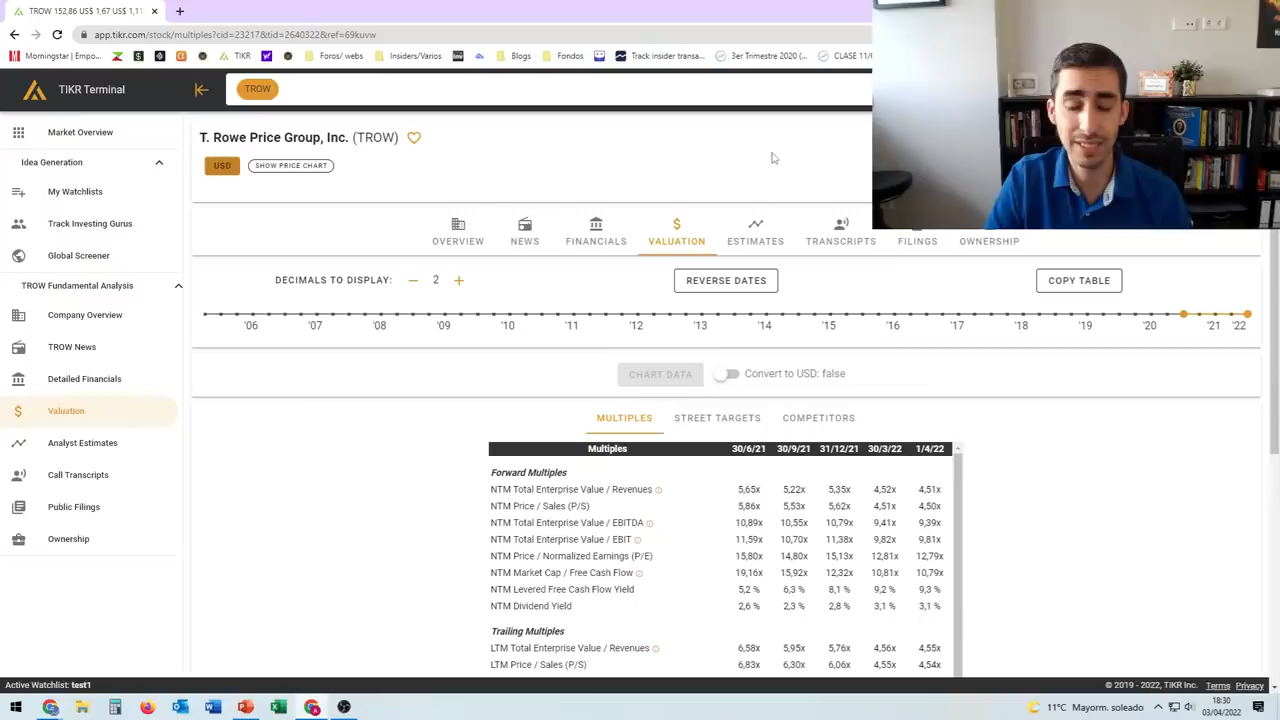 TROW 152,86 US$ 1,67 US$ 1,11
app.tikr.com/stock/multiples?cid=23217&tid=2640322&ref=69kuvw
Morningstar | Empo... TIKR Foros/ webs Insiders/Varios Blogs Fondos Track insider transa... 3er Trimestre 2020 (... CLASE 11/0
TIKR Terminal
TROW
Market Overview
Idea Generation
My Watchlists
Track Investing Gurus
Global Screener
TROW Fundamental Analysis
Company Overview
TROW News
Detailed Financials
Valuation
Analyst Estimates
Call Transcripts
Public Filings
Ownership
T. Rowe Price Group, Inc. (TROW)
USD SHOW PRICE CHART
OVERVIEW NEWS FINANCIALS VALUATION ESTIMATES TRANSCRIPTS FILINGS OWNERSHIP
DECIMALS TO DISPLAY: − 2 + REVERSE DATES COPY TABLE
'06 '07 '08 '09 '10 '11 '12 '13 '14 '15 '16 '17 '18 '19 '20 '21 '22
CHART DATA Convert to USD: false
MULTIPLES STREET TARGETS COMPETITORS
Multiples 30/6/21 30/9/21 31/12/21 30/3/22 1/4/22
Forward Multiples
NTM Total Enterprise Value / Revenues 5,65x 5,22x 5,35x 4,52x 4,51x
NTM Price / Sales (P/S) 5,86x 5,53x 5,62x 4,51x 4,50x
NTM Total Enterprise Value / EBITDA 10,89x 10,55x 10,79x 9,41x 9,39x
NTM Total Enterprise Value / EBIT 11,59x 10,70x 11,38x 9,82x 9,81x
NTM Price / Normalized Earnings (P/E) 15,80x 14,80x 15,13x 12,81x 12,79x
NTM Market Cap / Free Cash Flow 19,16x 15,92x 12,32x 10,81x 10,79x
NTM Levered Free Cash Flow Yield 5,2 % 6,3 % 8,1 % 9,2 % 9,3 %
NTM Dividend Yield 2,6 % 2,3 % 2,8 % 3,1 % 3,1 %
Trailing Multiples
LTM Total Enterprise Value / Revenues 6,58x 5,95x 5,76x 4,56x 4,55x
LTM Price / Sales (P/S) 6,83x 6,30x 6,06x 4,55x 4,54x
Active Watchlist: test1 © 2019 - 2022, TIKR Inc. Terms Privacy
11°C Mayorm. soleado
18:30
03/04/2022